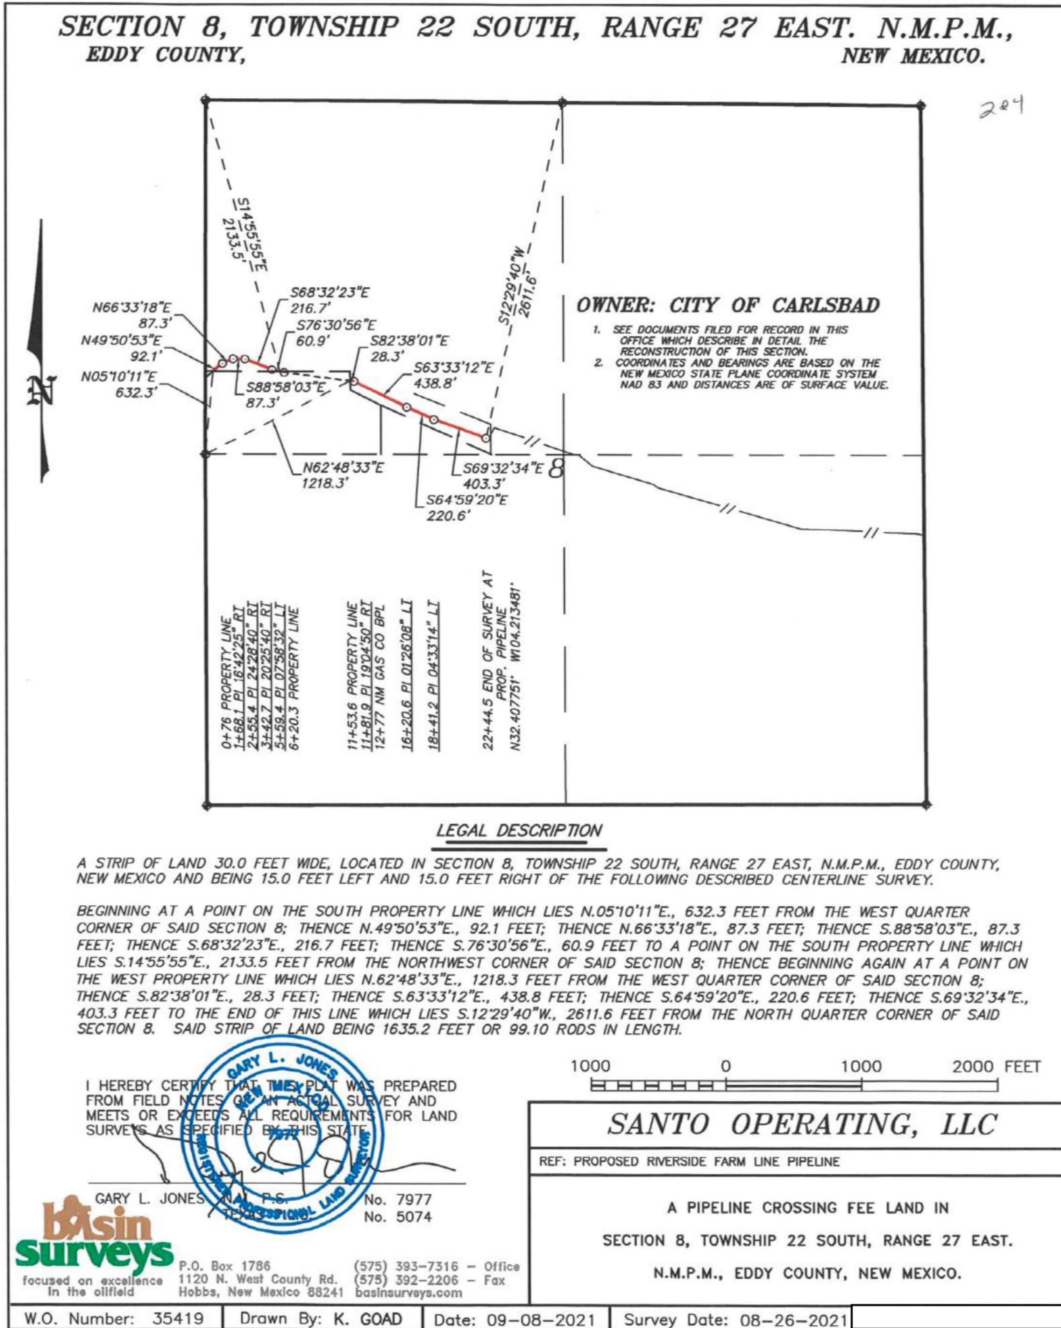 SECTION 8, TOWNSHIP 22 SOUTH, RANGE 27 EAST. N.M.P.M.,
EDDY COUNTY, NEW MEXICO.
S14°55'55"E
2133.5'
S12°29'40"W
2611.6'
N66°33'18"E
87.3'
N49°50'53"E
92.1'
N05°10'11"E
632.3'
S68°32'23"E
216.7'
S76°30'56"E
60.9'
S82°38'01"E
28.3'
S63°33'12"E
438.8'
S88°58'03"E
87.3'
N62°48'33"E
1218.3'
S69°32'34"E
403.3'
S64°59'20"E
220.6'
8
OWNER: CITY OF CARLSBAD
1. SEE DOCUMENTS FILED FOR RECORD IN THIS
OFFICE WHICH DESCRIBE IN DETAIL THE
RECONSTRUCTION OF THIS SECTION.
2. COORDINATES AND BEARINGS ARE BASED ON THE
NEW MEXICO STATE PLANE COORDINATE SYSTEM
NAD 83 AND DISTANCES ARE OF SURFACE VALUE.
0+76 PROPERTY LINE
1+68.1 PI 16°42'25" RT
2+55.4 PI 24°28'40" RT
3+42.7 PI 20°25'40" RT
5+59.4 PI 07°58'32" LT
6+20.3 PROPERTY LINE
11+53.6 PROPERTY LINE
11+81.9 PI 19°04'50" RT
12+77 NM GAS CO BPL
16+20.6 PI 01°26'08" LT
18+41.2 PI 04°33'14" LT
22+44.5 END OF SURVEY AT
PROP. PIPELINE
N32.407751° W104.213481°
LEGAL DESCRIPTION
A STRIP OF LAND 30.0 FEET WIDE, LOCATED IN SECTION 8, TOWNSHIP 22 SOUTH, RANGE 27 EAST, N.M.P.M., EDDY COUNTY,
NEW MEXICO AND BEING 15.0 FEET LEFT AND 15.0 FEET RIGHT OF THE FOLLOWING DESCRIBED CENTERLINE SURVEY.
BEGINNING AT A POINT ON THE SOUTH PROPERTY LINE WHICH LIES N.05°10'11"E., 632.3 FEET FROM THE WEST QUARTER
CORNER OF SAID SECTION 8; THENCE N.49°50'53"E., 92.1 FEET; THENCE N.66°33'18"E., 87.3 FEET; THENCE S.88°58'03"E., 87.3
FEET; THENCE S.68°32'23"E., 216.7 FEET; THENCE S.76°30'56"E., 60.9 FEET TO A POINT ON THE SOUTH PROPERTY LINE WHICH
LIES S.14°55'55"E., 2133.5 FEET FROM THE NORTHWEST CORNER OF SAID SECTION 8; THENCE BEGINNING AGAIN AT A POINT ON
THE WEST PROPERTY LINE WHICH LIES N.62°48'33"E., 1218.3 FEET FROM THE WEST QUARTER CORNER OF SAID SECTION 8;
THENCE S.82°38'01"E., 28.3 FEET; THENCE S.63°33'12"E., 438.8 FEET; THENCE S.64°59'20"E., 220.6 FEET; THENCE S.69°32'34"E.,
403.3 FEET TO THE END OF THIS LINE WHICH LIES S.12°29'40"W., 2611.6 FEET FROM THE NORTH QUARTER CORNER OF SAID
SECTION 8. SAID STRIP OF LAND BEING 1635.2 FEET OR 99.10 RODS IN LENGTH.
I HEREBY CERTIFY THAT THIS PLAT WAS PREPARED
FROM FIELD NOTES OF AN ACTUAL SURVEY AND
MEETS OR EXCEEDS ALL REQUIREMENTS FOR LAND
SURVEYS AS SPECIFIED BY THIS STATE.
GARY L. JONES
NEW MEXICO
7977
REGISTERED PROFESSIONAL LAND SURVEYOR
GARY L. JONES N.M. P.S. No. 7977
TEXAS No. 5074
1000 0 1000 2000 FEET
SANTO OPERATING, LLC
REF: PROPOSED RIVERSIDE FARM LINE PIPELINE
A PIPELINE CROSSING FEE LAND IN
SECTION 8, TOWNSHIP 22 SOUTH, RANGE 27 EAST.
N.M.P.M., EDDY COUNTY, NEW MEXICO.
basin
surveys
focused on excellence
in the oilfield
P.O. Box 1786
1120 N. West County Rd.
Hobbs, New Mexico 88241
(575) 393-7316 - Office
(575) 392-2206 - Fax
basinsurveys.com
W.O. Number: 35419 Drawn By: K. GOAD Date: 09-08-2021 Survey Date: 08-26-2021